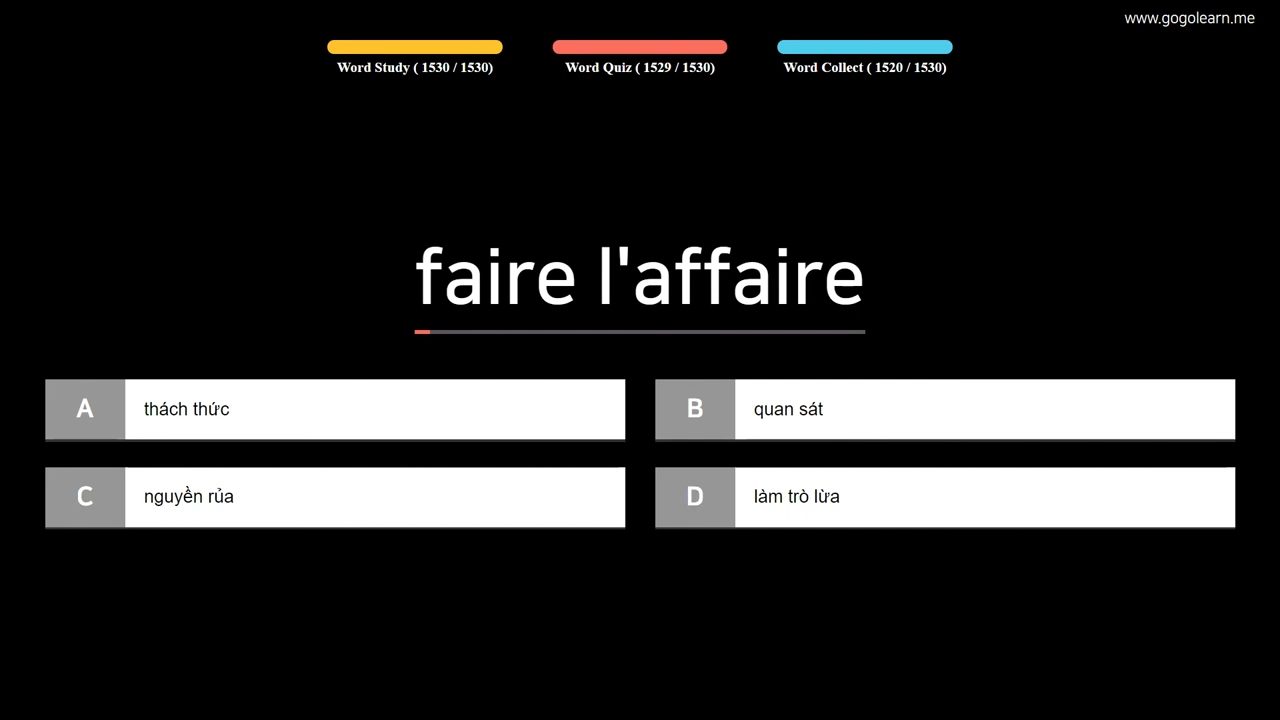 www.gogolearn.me
Word Study ( 1530 / 1530)
Word Quiz ( 1529 / 1530)
Word Collect ( 1520 / 1530)
faire l'affaire
A thách thức
B quan sát
C nguyền rủa
D làm trò lừa